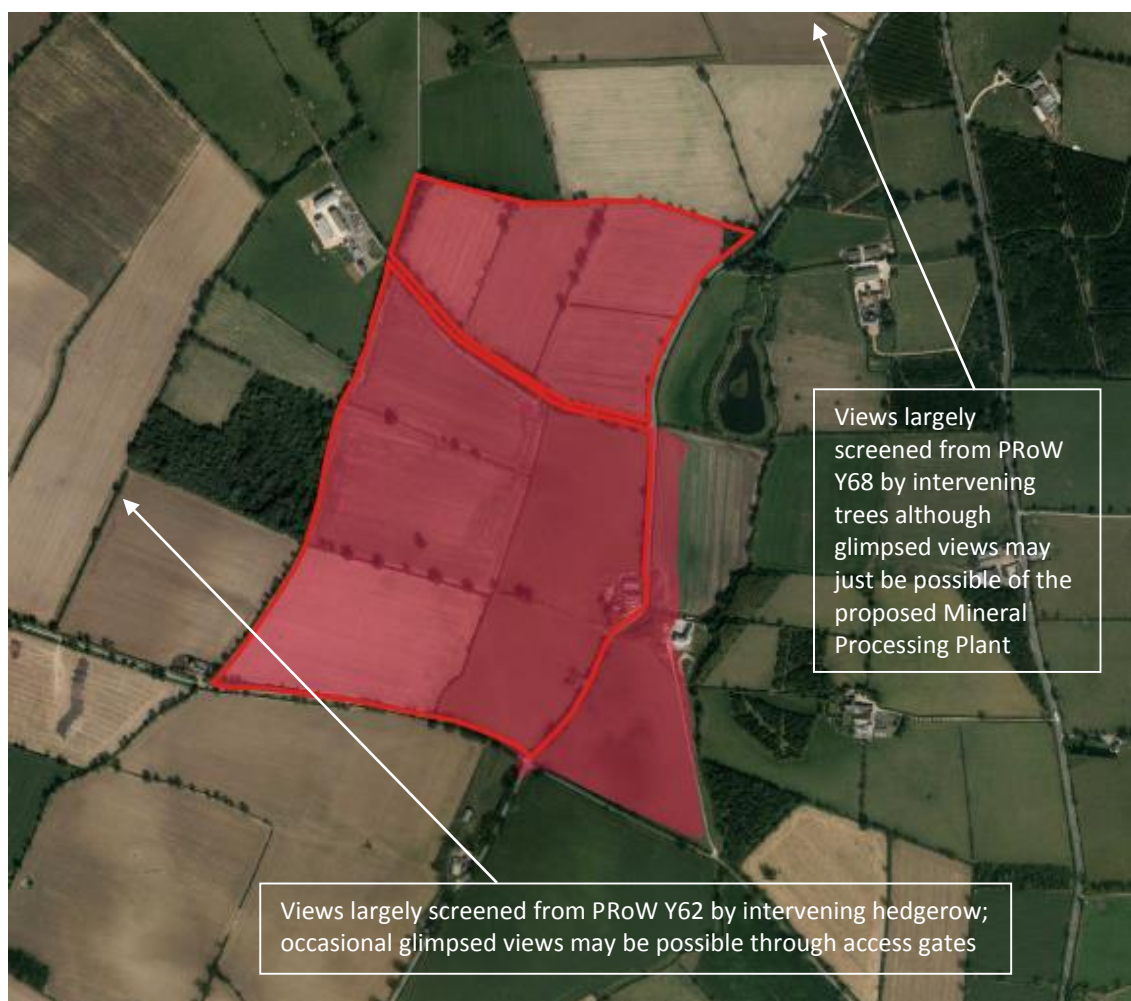 Views largely
screened from PRoW
Y68 by intervening
trees although
glimpsed views may
just be possible of the
proposed Mineral
Processing Plant
Views largely screened from PRoW Y62 by intervening hedgerow;
occasional glimpsed views may be possible through access gates